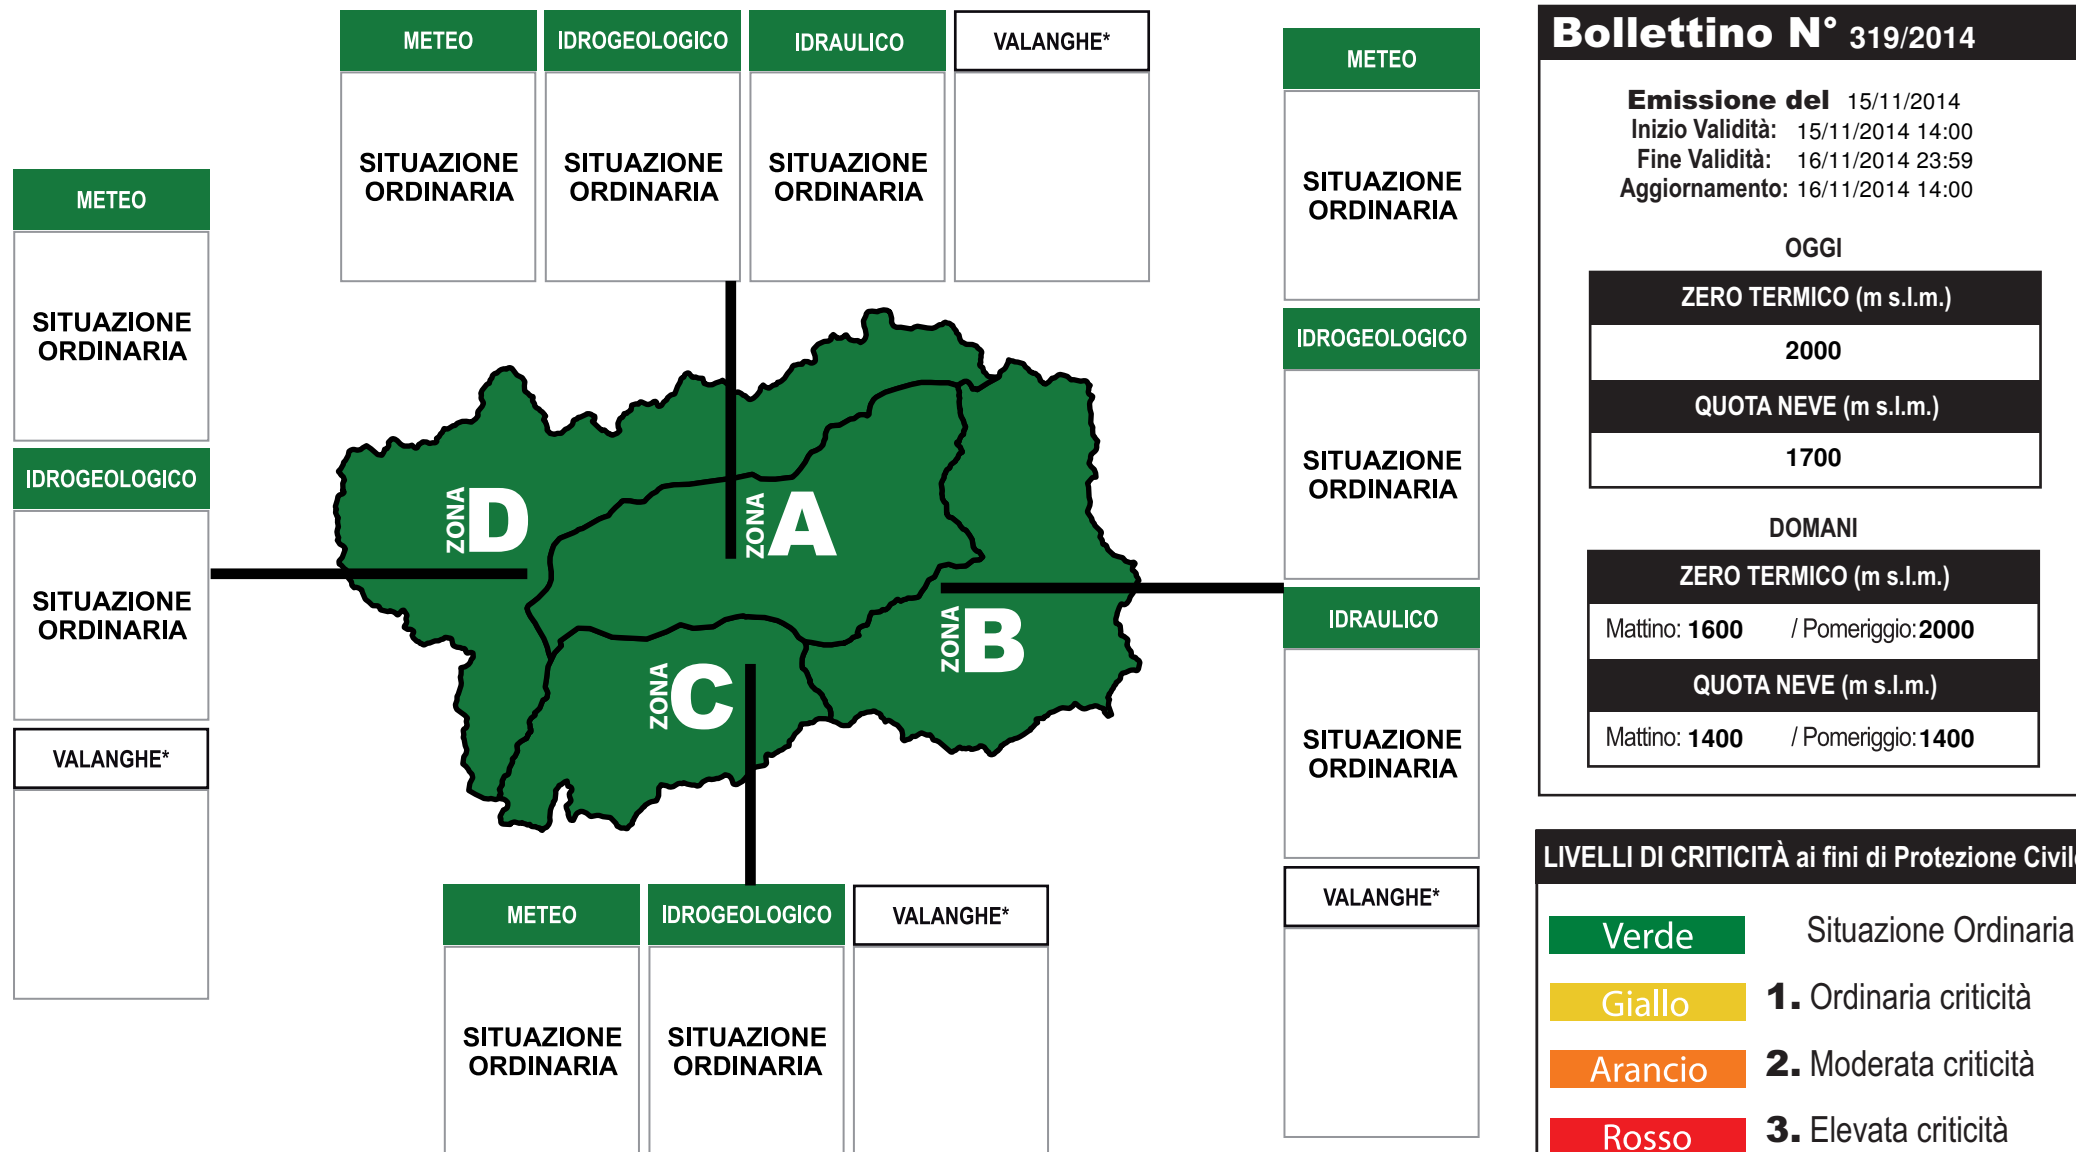 METEO IDROGEOLOGICO IDRAULICO VALANGHE*
SITUAZIONE ORDINARIA SITUAZIONE ORDINARIA SITUAZIONE ORDINARIA
METEO
SITUAZIONE
ORDINARIA
IDROGEOLOGICO
SITUAZIONE
ORDINARIA
VALANGHE*
ZONA D
ZONA A
ZONA B
ZONA C
METEO
SITUAZIONE
ORDINARIA
IDROGEOLOGICO
SITUAZIONE
ORDINARIA
IDRAULICO
SITUAZIONE
ORDINARIA
VALANGHE*
METEO IDROGEOLOGICO VALANGHE*
SITUAZIONE ORDINARIA SITUAZIONE ORDINARIA
Bollettino N° 319/2014
Emissione del 15/11/2014
Inizio Validità: 15/11/2014 14:00
Fine Validità: 16/11/2014 23:59
Aggiornamento: 16/11/2014 14:00
OGGI
ZERO TERMICO (m s.l.m.)
2000
QUOTA NEVE (m s.l.m.)
1700
DOMANI
ZERO TERMICO (m s.l.m.)
Mattino: 1600 / Pomeriggio: 2000
QUOTA NEVE (m s.l.m.)
Mattino: 1400 / Pomeriggio: 1400
LIVELLI DI CRITICITÀ ai fini di Protezione Civile
Verde Situazione Ordinaria
Giallo 1. Ordinaria criticità
Arancio 2. Moderata criticità
Rosso 3. Elevata criticità